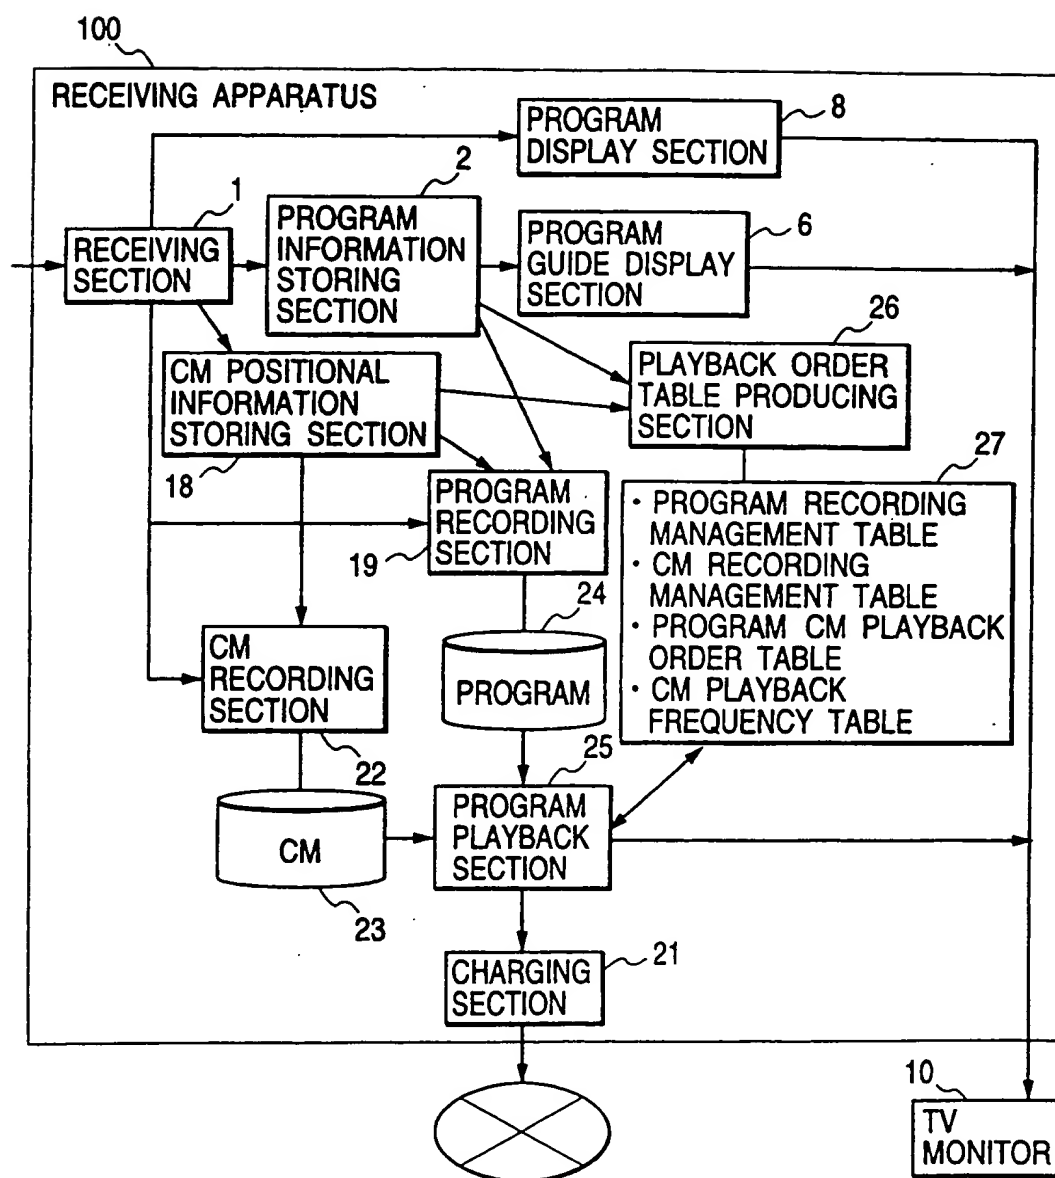 100
RECEIVING APPARATUS
PROGRAM
DISPLAY SECTION
8
1
RECEIVING
SECTION
2
PROGRAM
INFORMATION
STORING
SECTION
PROGRAM
GUIDE DISPLAY
SECTION
6
CM POSITIONAL
INFORMATION
STORING SECTION
18
26
PLAYBACK ORDER
TABLE PRODUCING
SECTION
PROGRAM
RECORDING
SECTION
19
27
· PROGRAM RECORDING
MANAGEMENT TABLE
· CM RECORDING
MANAGEMENT TABLE
· PROGRAM CM PLAYBACK
ORDER TABLE
· CM PLAYBACK
FREQUENCY TABLE
CM
RECORDING
SECTION
22
24
PROGRAM
CM
23
25
PROGRAM
PLAYBACK
SECTION
CHARGING
SECTION
21
10
TV
MONITOR